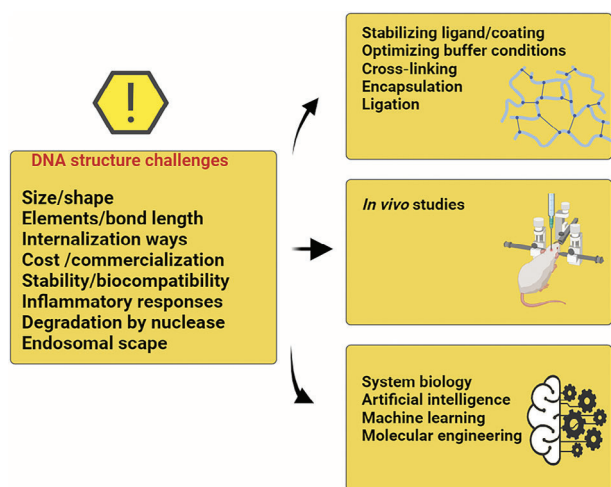 !
DNA structure challenges
Size/shape
Elements/bond length
Internalization ways
Cost /commercialization
Stability/biocompatibility
Inflammatory responses
Degradation by nuclease
Endosomal scape
Stabilizing ligand/coating
Optimizing buffer conditions
Cross-linking
Encapsulation
Ligation
In vivo studies
System biology
Artificial intelligence
Machine learning
Molecular engineering